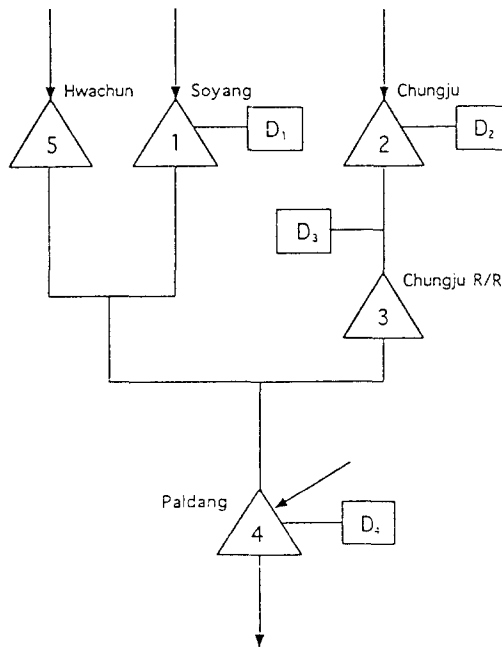 Hwachun
Soyang
Chungju
5
1
D₁
2
D₂
D₃
Chungju R/R
3
Paldang
4
D₄